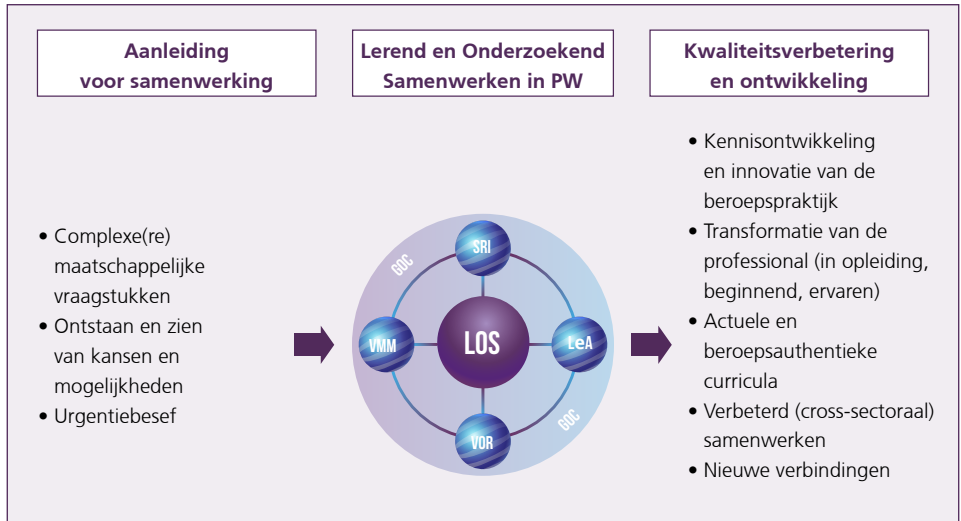 Aanleiding
voor samenwerking
Lerend en Onderzoekend
Samenwerken in PW
Kwaliteitsverbetering
en ontwikkeling
• Complexe(re)
maatschappelijke
vraagstukken
• Ontstaan en zien
van kansen en
mogelijkheden
• Urgentiebesef
GOC
SRI
VMM
LOS
LeA
VOR
GOC
• Kennisontwikkeling
en innovatie van de
beroepspraktijk
• Transformatie van de
professional (in opleiding,
beginnend, ervaren)
• Actuele en
beroepsauthentieke
curricula
• Verbeterd (cross-sectoraal)
samenwerken
• Nieuwe verbindingen